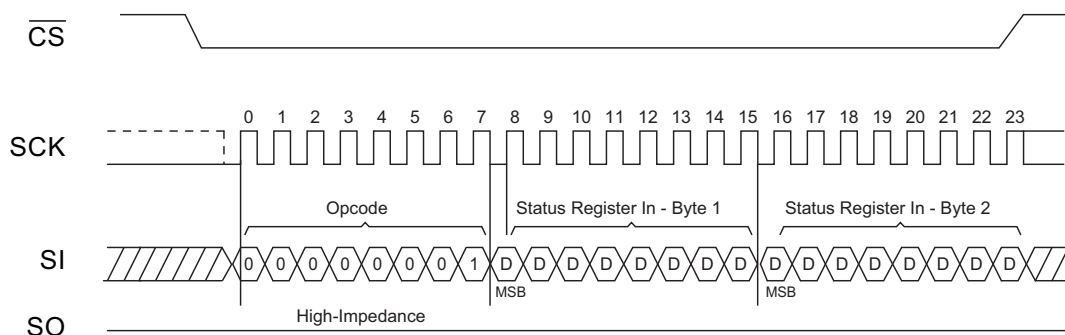 CS
SCK
0 1 2 3 4 5 6 7 8 9 10 11 12 13 14 15 16 17 18 19 20 21 22 23
Opcode Status Register In - Byte 1 Status Register In - Byte 2
SI
0 0 0 0 0 0 0 1 D D D D D D D D D D D D D D D D
MSB MSB
High-Impedance
SO